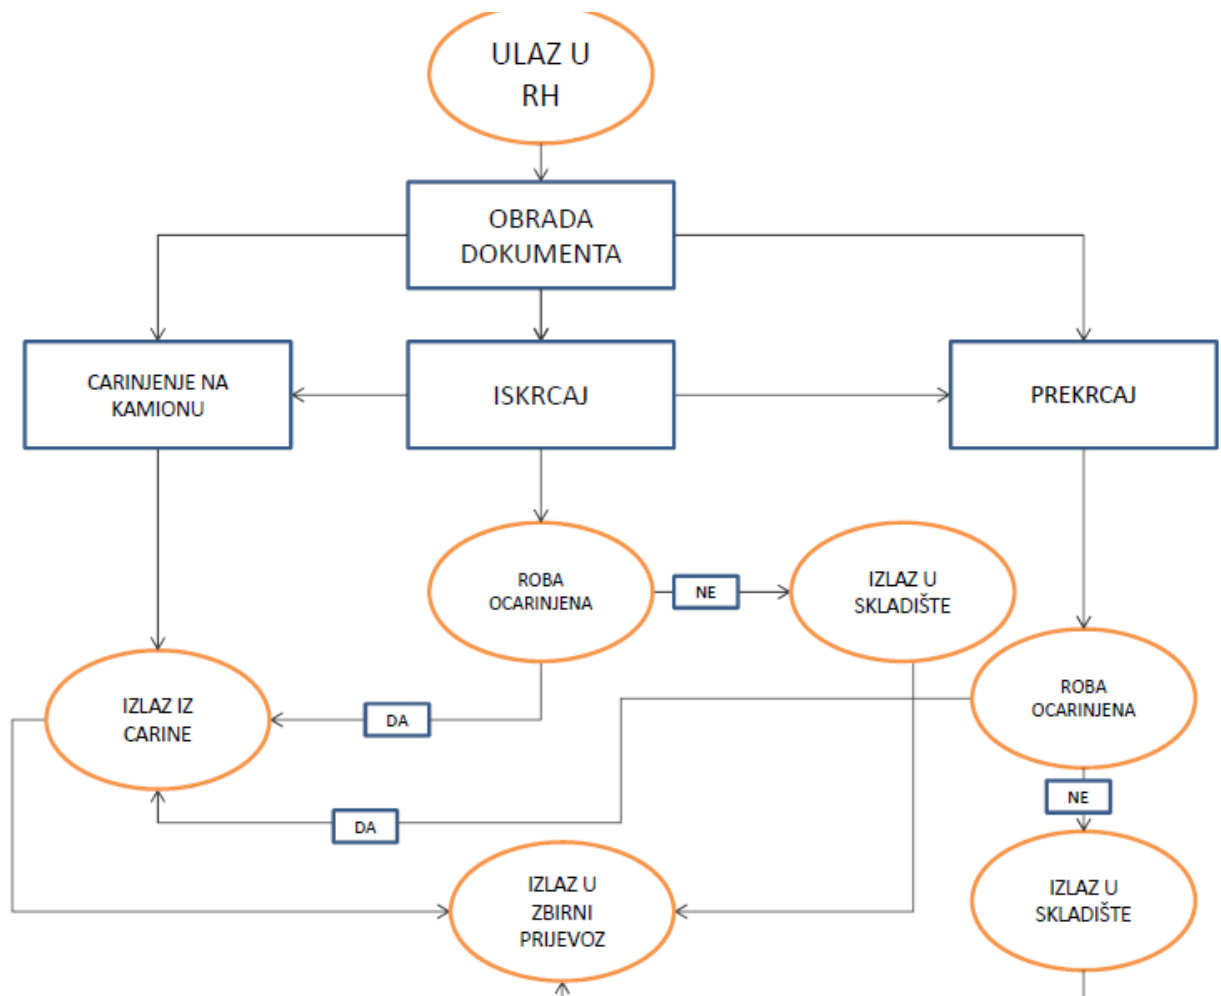 ULAZ U
RH
OBRADA
DOKUMENTA
CARINJENJE NA
KAMIONU
ISKRCAJ
PREKRCAJ
ROBA
OCARINJENA
NE
IZLAZ U
SKLADIŠTE
IZLAZ IZ
CARINE
DA
ROBA
OCARINJENA
NE
DA
IZLAZ U
ZBIRNI
PRIJEVOZ
IZLAZ U
SKLADIŠTE